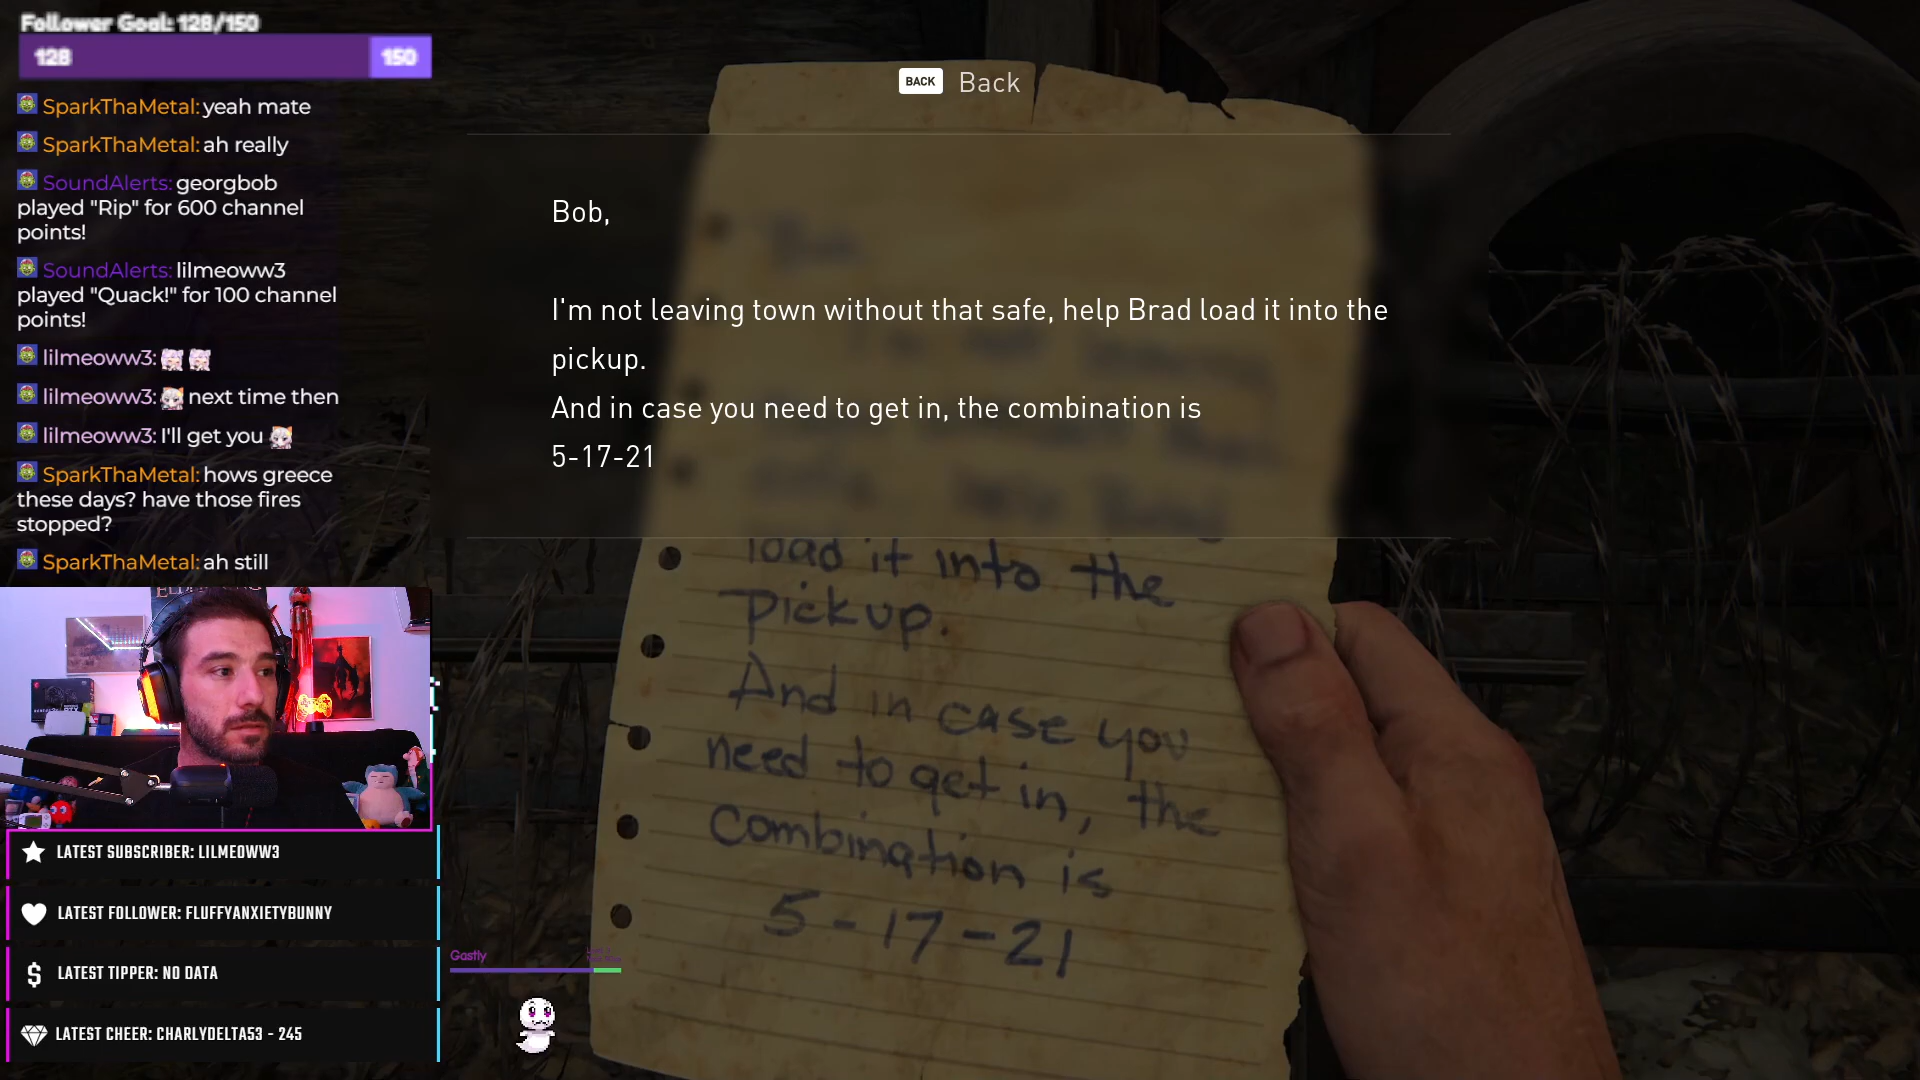 Follower Goal: 128/150
128 150
SparkThaMetal: yeah mate
SparkThaMetal: ah really
SoundAlerts: georgbob
played "Rip" for 600 channel
points!
SoundAlerts: lilmeoww3
played "Quack!" for 100 channel
points!
lilmeoww3:
lilmeoww3: next time then
lilmeoww3: I'll get you
SparkThaMetal: hows greece
these days? have those fires
stopped?
SparkThaMetal: ah still
LATEST SUBSCRIBER: LILMEOWW3
LATEST FOLLOWER: FLUFFYANXIETYBUNNY
LATEST TIPPER: NO DATA
LATEST CHEER: CHARLYDELTA53 - 245
BACK Back
Bob,
I'm not leaving town without that safe, help Brad load it into the
pickup.
And in case you need to get in, the combination is
5-17-21
load it into the
Pickup.
And in case you
need to get in, the
Combination is
5-17-21
Gastly